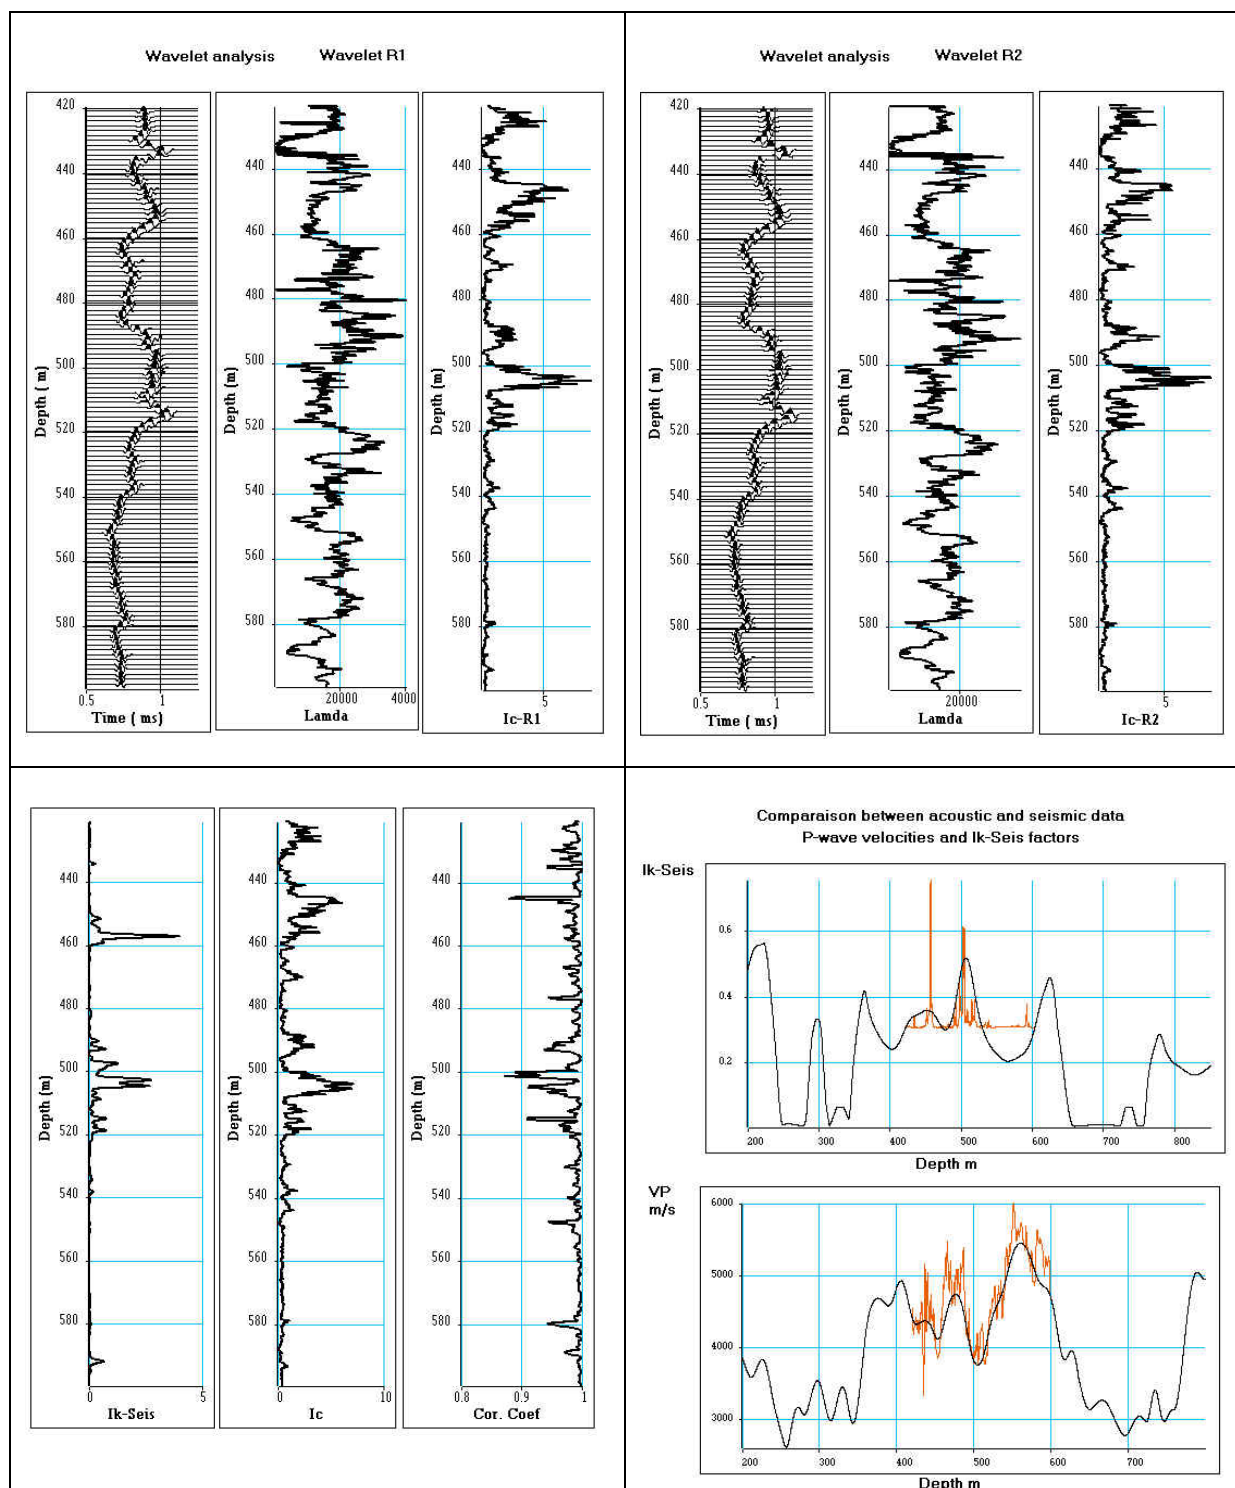 Wavelet analysis Wavelet R1
Depth ( m)
420
440
460
480
500
520
540
560
580
0.5 1
Time ( ms)
Depth (m)
440
460
480
500
520
540
560
580
20000 4000
Lamda
Depth (m)
440
460
480
500
520
540
560
580
5
Ic-R1
Wavelet analysis Wavelet R2
Depth ( m)
420
440
460
480
500
520
540
560
580
0.5 1
Time ( ms)
Depth (m)
440
460
480
500
520
540
560
580
20000
Lamda
Depth (m)
440
460
480
500
520
540
560
580
5
Ic-R2
Depth (m)
440
460
480
500
520
540
560
580
0 5
Ik-Seis
Depth (m)
440
460
480
500
520
540
560
580
0 10
Ic
Depth (m)
440
460
480
500
520
540
560
580
0.8 0.9 1
Cor. Coef
Comparaison between acoustic and seismic data
P-wave velocities and Ik-Seis factors
Ik-Seis
0.6
0.4
0.2
200 300 400 500 600 700 800
Depth m
VP
m/s
6000
5000
4000
3000
200 300 400 500 600 700
Depth m